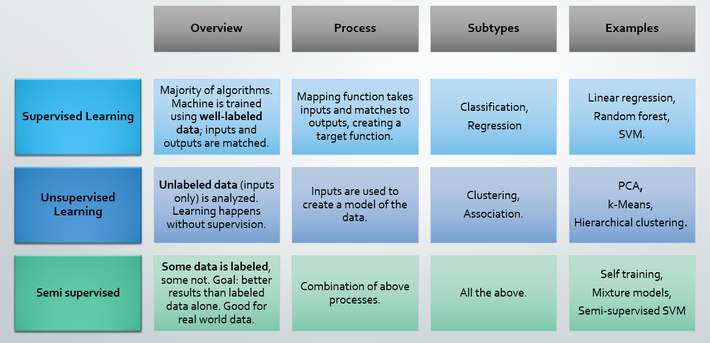 Overview
Process
Subtypes
Examples
Supervised Learning
Majority of algorithms.
Machine is trained
using well-labeled
data; inputs and
outputs are matched.
Mapping function takes
inputs and matches to
outputs, creating a
target function.
Classification,
Regression
Linear regression,
Random forest,
SVM.
Unsupervised
Learning
Unlabeled data (inputs
only) is analyzed.
Learning happens
without supervision.
Inputs are used to
create a model of the
data.
Clustering,
Association.
PCA,
k-Means,
Hierarchical clustering.
Semi supervised
Some data is labeled,
some not. Goal: better
results than labeled
data alone. Good for
real world data.
Combination of above
processes.
All the above.
Self training,
Mixture models,
Semi-supervised SVM